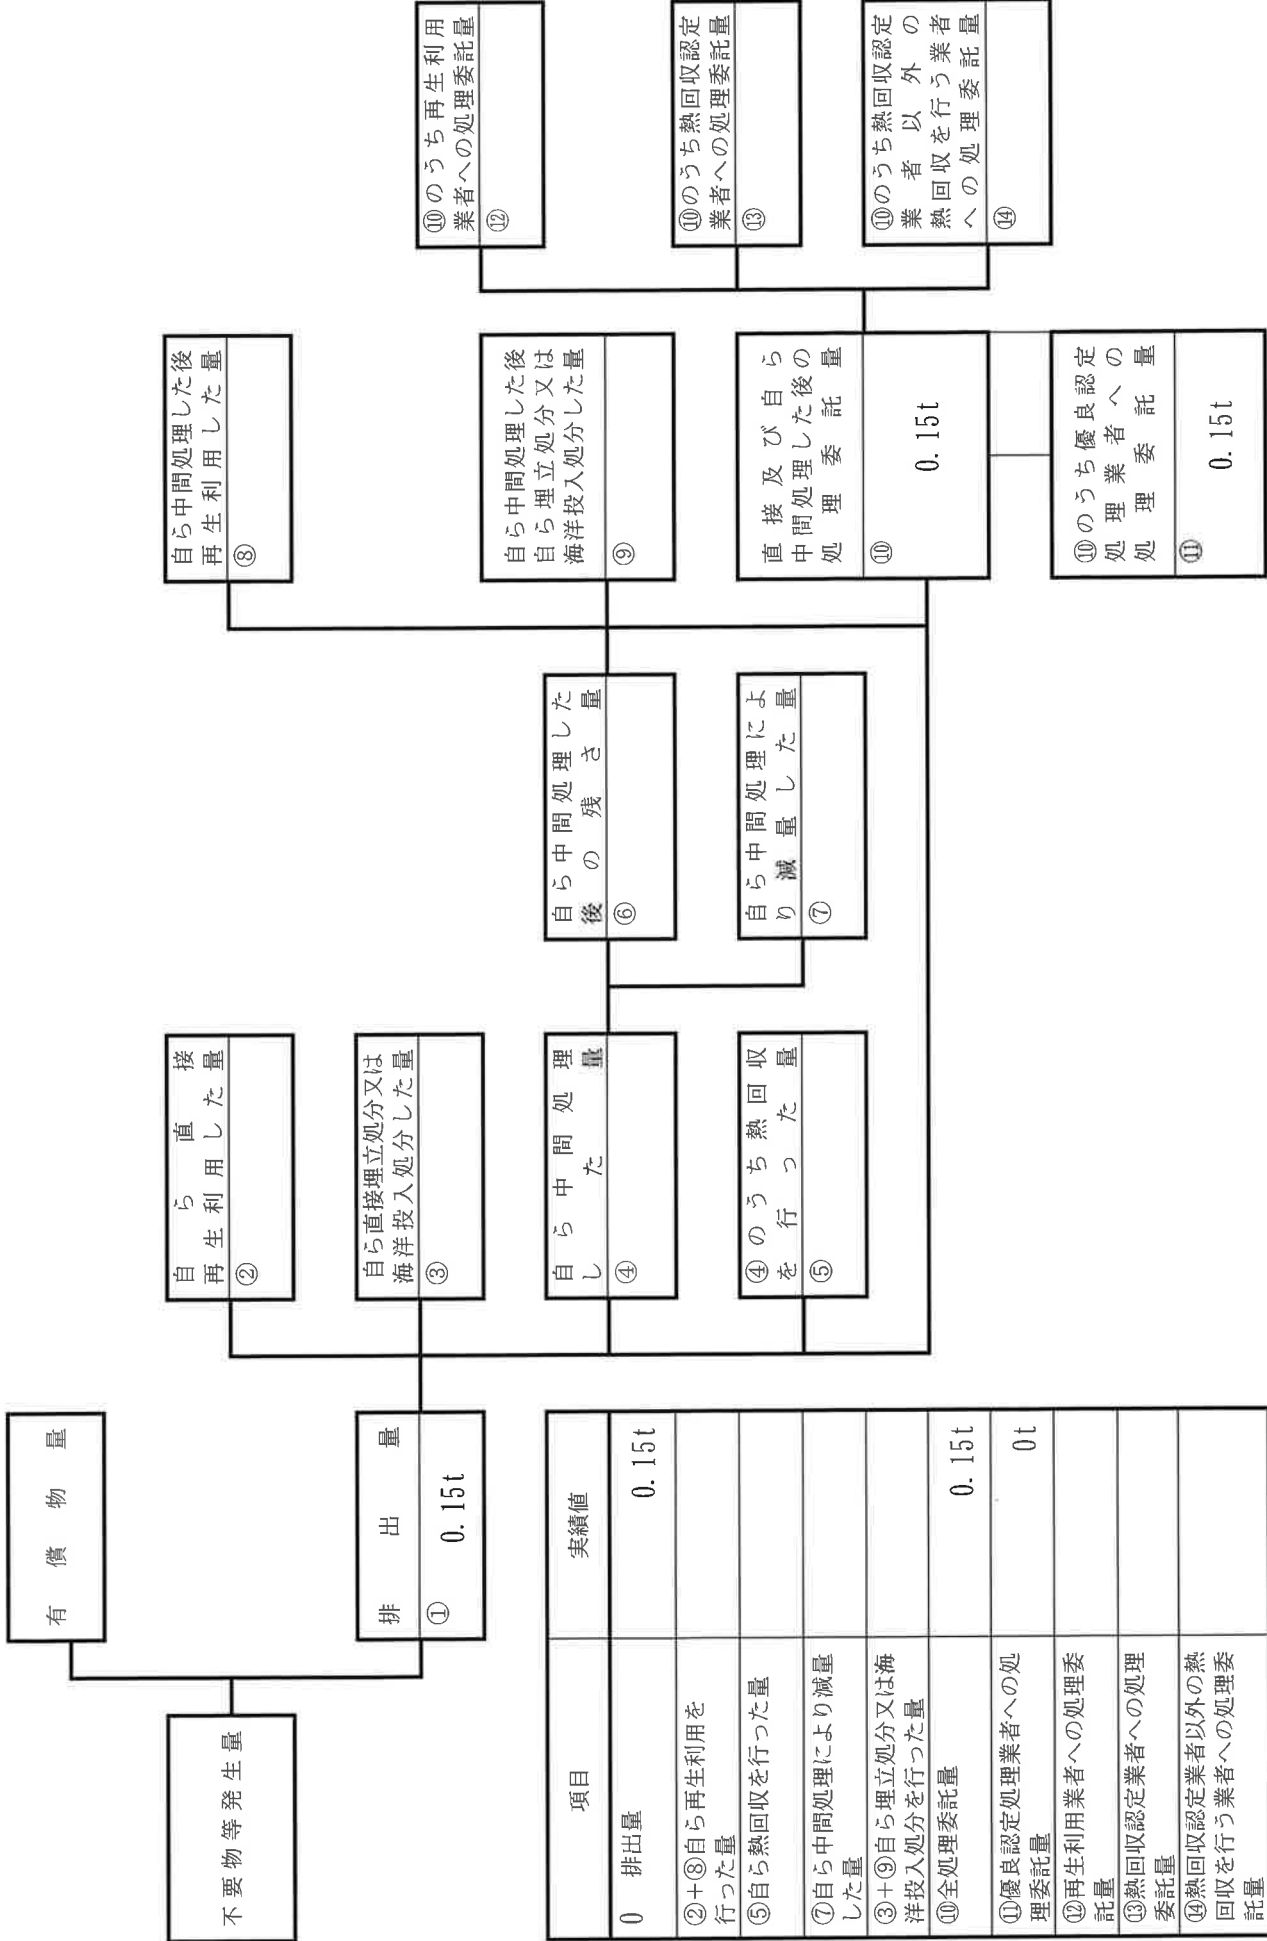 不要物等発生量
有償物量
排出量
① 0.15t
自ら直接
再生利用した量
②
自ら直接埋立処分又は
海洋投入処分した量
③
自ら中間処理
した量
④
④のうち熱回収
を行った量
⑤
自ら中間処理した
後の残さ量
⑥
自ら中間処理によ
り減量した量
⑦
自ら中間処理した後
再生利用した量
⑧
自ら中間処理した後
自ら埋立処分又は
海洋投入処分した量
⑨
直接及び自ら
中間処理した後の
処理委託量
⑩ 0.15t
⑩のうち優良認定
処理業者への
処理委託量
⑪ 0.15t
⑩のうち再生利用
業者への処理委託量
⑫
⑩のうち熱回収認定
業者への処理委託量
⑬
⑩のうち熱回収認定
業者以外の
熱回収を行う業者
への処理委託量
⑭
項目 実績値
0 排出量 0.15t
②+⑧自ら再生利用を
行った量
⑤自ら熱回収を行った量
⑦自ら中間処理により減量
した量
③+⑨自ら埋立処分又は海
洋投入処分を行った量
⑩全処理委託量 0.15t
⑪優良認定処理業者への処
理委託量 0t
⑫再生利用業者への処理委
託量
⑬熱回収認定業者への処理
委託量
⑭熱回収認定業者以外の熱
回収を行う業者への処理委
託量